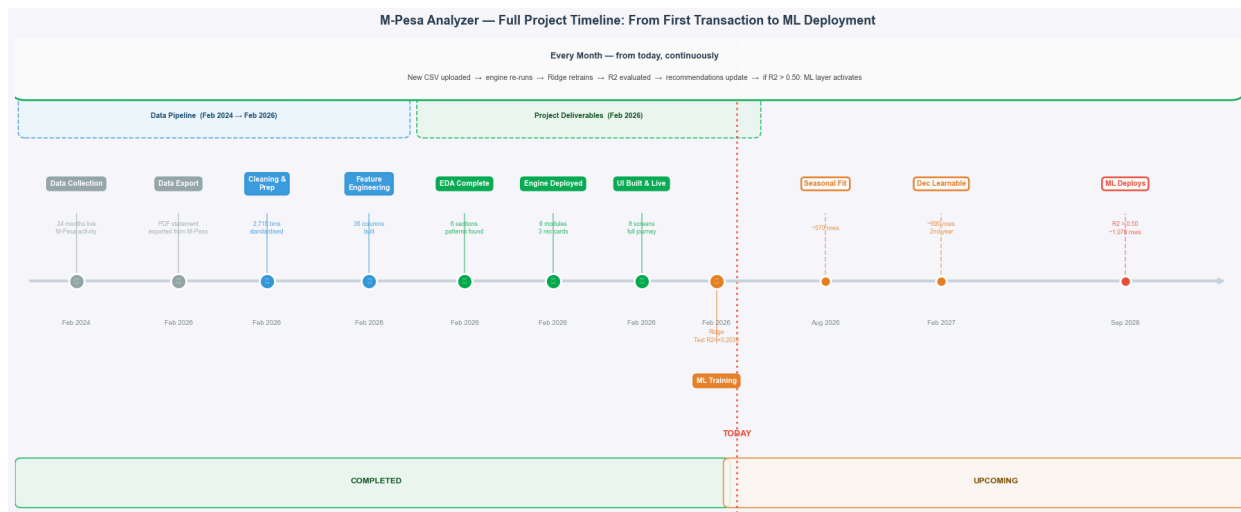 M-Pesa Analyzer — Full Project Timeline: From First Transaction to ML Deployment
Every Month — from today, continuously
New CSV uploaded → engine re-runs → Ridge retrains → R2 evaluated → recommendations update → if R2 > 0.50: ML layer activates
Data Pipeline (Feb 2024 → Feb 2026)
Project Deliverables (Feb 2026)
Data Collection
Data Export
Cleaning &
Prep
Feature
Engineering
EDA Complete
Engine Deployed
UI Built & Live
Seasonal Fit
Dec Learnable
ML Deploys
24 months live
M-Pesa activity
PDF statement
exported from M-Pesa
txns
standardised
36 columns
built
6 sections
patterns found
6 modules
3 rec cards
screens
full journey
~570 rows
rows
2nd year
R2 > 0.50
rows
Feb 2024
Feb 2026
Feb 2026
Feb 2026
Feb 2026
Feb 2026
Feb 2026
Feb 2026
Aug 2026
Feb 2027
Sep 2028
Ridge
Test
ML Training
TODAY
COMPLETED
UPCOMING